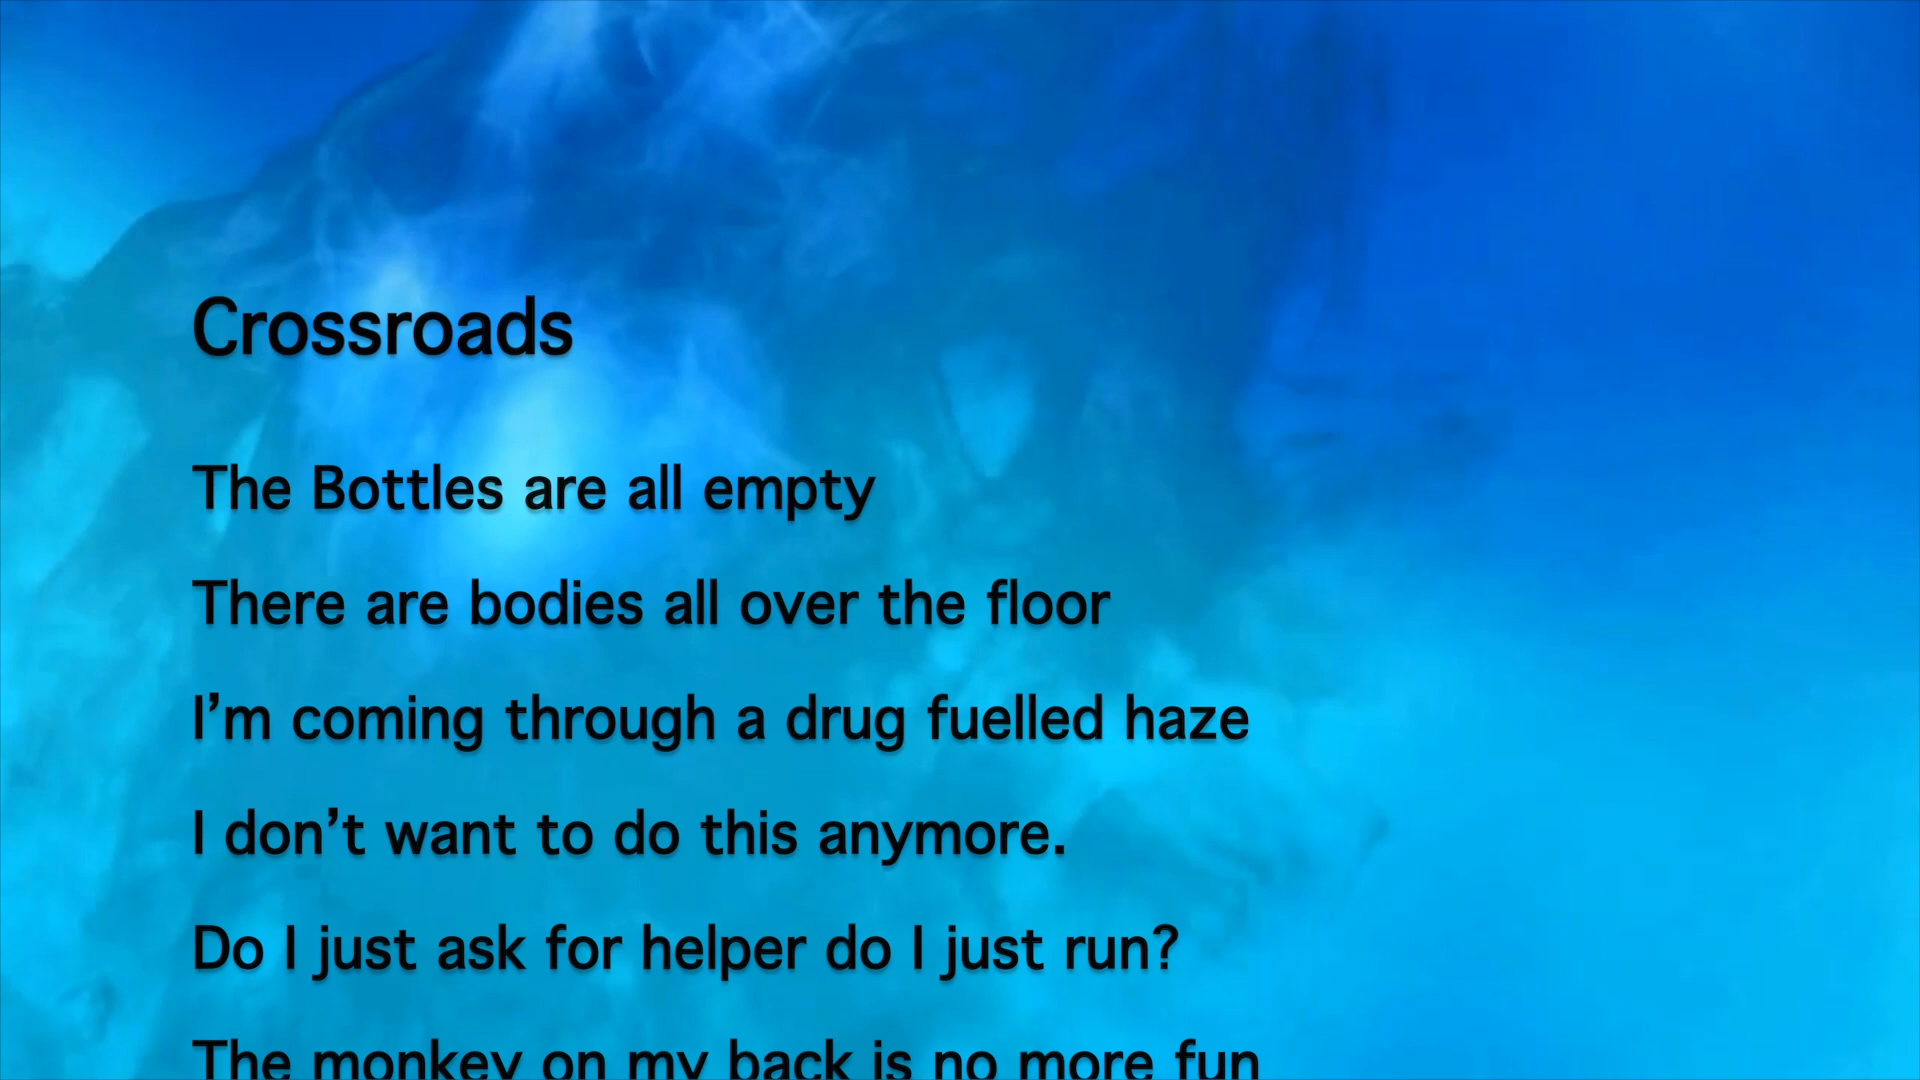 Crossroads
The Bottles are all empty
There are bodies all over the floor
I’m coming through a drug fuelled haze
I don’t want to do this anymore.
Do I just ask for helper do I just run?
The monkey on my back is no more fun